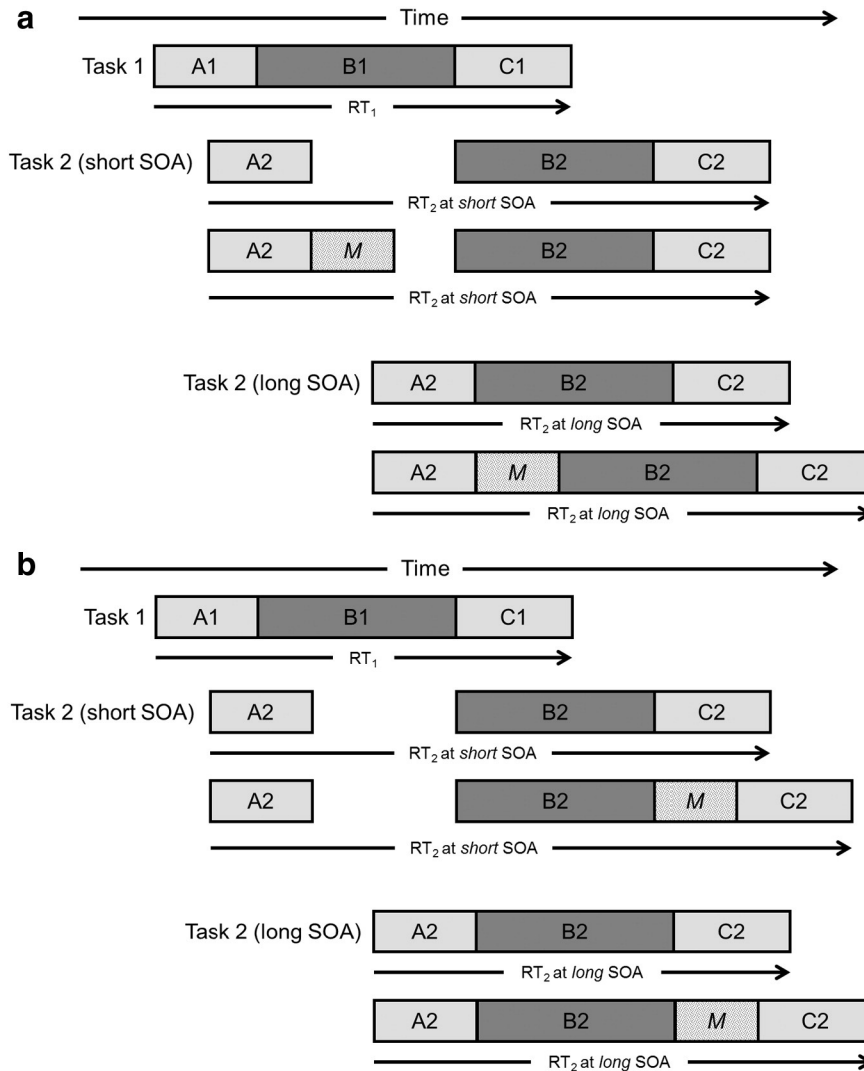 a
Time
Task 1 A1 B1 C1
RT₁
Task 2 (short SOA) A2 B2 C2
RT₂ at short SOA
A2 M B2 C2
RT₂ at short SOA
Task 2 (long SOA) A2 B2 C2
RT₂ at long SOA
A2 M B2 C2
RT₂ at long SOA
b
Time
Task 1 A1 B1 C1
RT₁
Task 2 (short SOA) A2 B2 C2
RT₂ at short SOA
A2 B2 M C2
RT₂ at short SOA
Task 2 (long SOA) A2 B2 C2
RT₂ at long SOA
A2 B2 M C2
RT₂ at long SOA